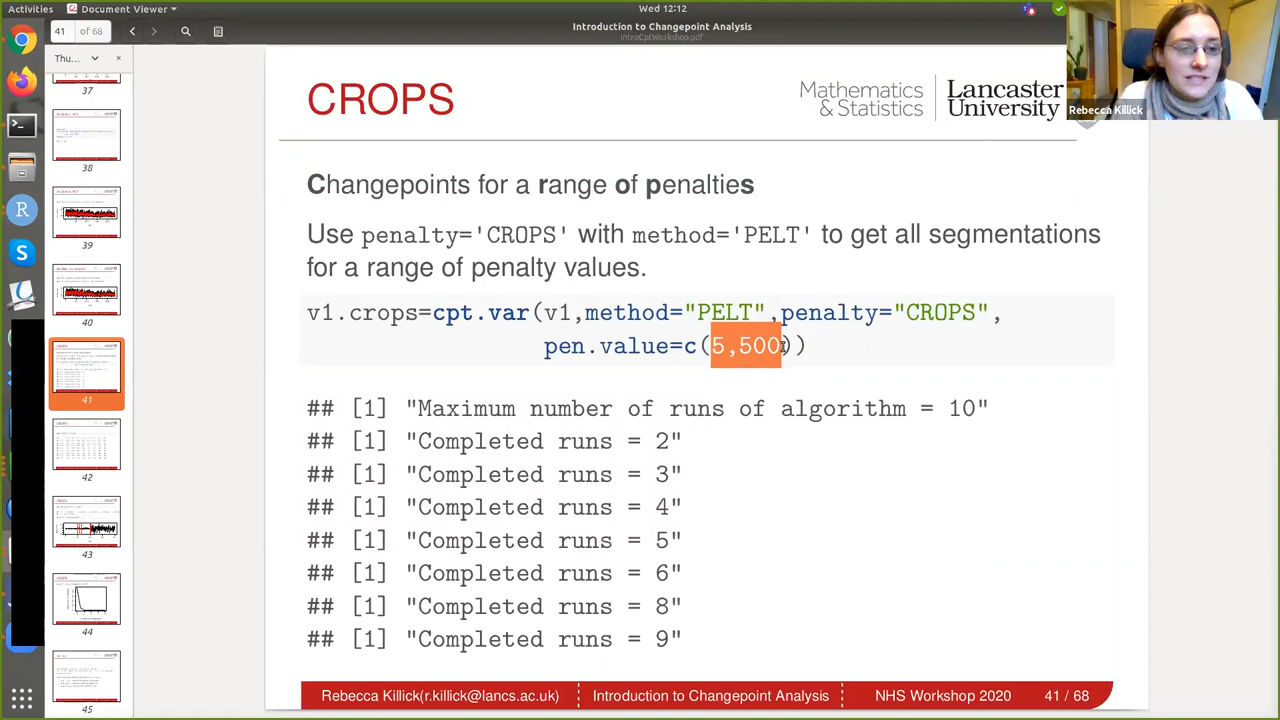 Activities
Document Viewer
Wed 12:12
41
of 68
Introduction to Changepoint Analysis
IntroCptWorkshop.pdf
Thu…
37
38
39
40
41
42
43
44
45
CROPS
Mathematics
& Statistics
Lancaster
University
Rebecca Killick
Changepoints for a range of penalties
Use penalty='CROPS' with method='PELT' to get all segmentations
for a range of penalty values.
v1.crops=cpt.var(v1,method="PELT",penalty="CROPS",
pen.value=c(5,500))
## [1] "Maximum number of runs of algorithm = 10"
## [1] "Completed runs = 2"
## [1] "Completed runs = 3"
## [1] "Completed runs = 4"
## [1] "Completed runs = 5"
## [1] "Completed runs = 6"
## [1] "Completed runs = 8"
## [1] "Completed runs = 9"
Rebecca Killick(r.killick@lancs.ac.uk)
Introduction to Changepoint Analysis
NHS Workshop 2020
41 / 68